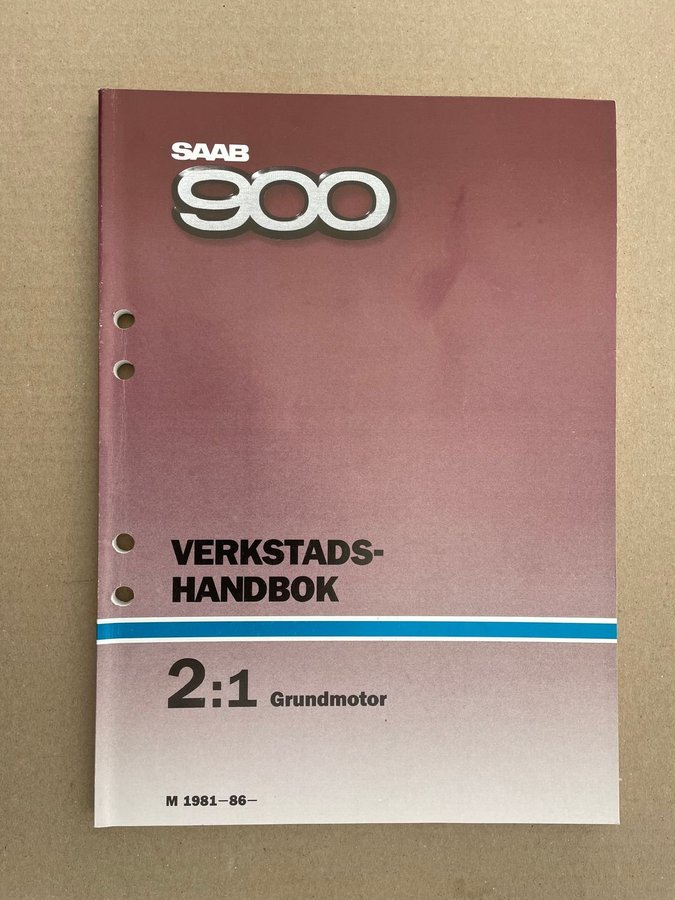 SAAB
900
VERKSTADS-
HANDBOK
2:1 Grundmotor
M 1981–86–